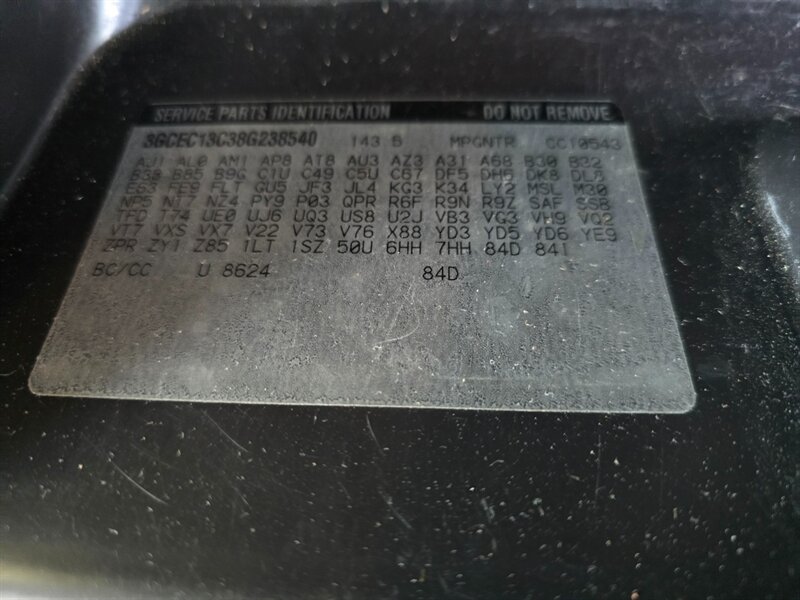 SERVICE PARTS IDENTIFICATION DO NOT REMOVE
3GCEC13C38G238540 143.5 MPGNTR CC10543
AJ1 AL0 AM1 AP8 AT8 AU3 AZ3 A31 A68 B30 B32
B38 B85 B9G C1U C49 C5U C67 DF5 DH6 DK8 DL8
E63 FE9 FLT GU5 JF3 JL4 KG3 K34 LY2 MSL M30
NP5 N17 NZ4 PY9 P03 QPR R6F R9N R9Z SAF SSB
TFD T74 UE0 UJ6 UQ3 US8 U2J VB3 VG3 VH9 VQ2
VT7 VXS VX7 V22 V73 V76 X88 YD3 YD5 YD6 YE9
ZPR ZY1 Z85 1LT 1SZ 50U 6HH 7HH 84D 841
BC/CC U 8624 84D